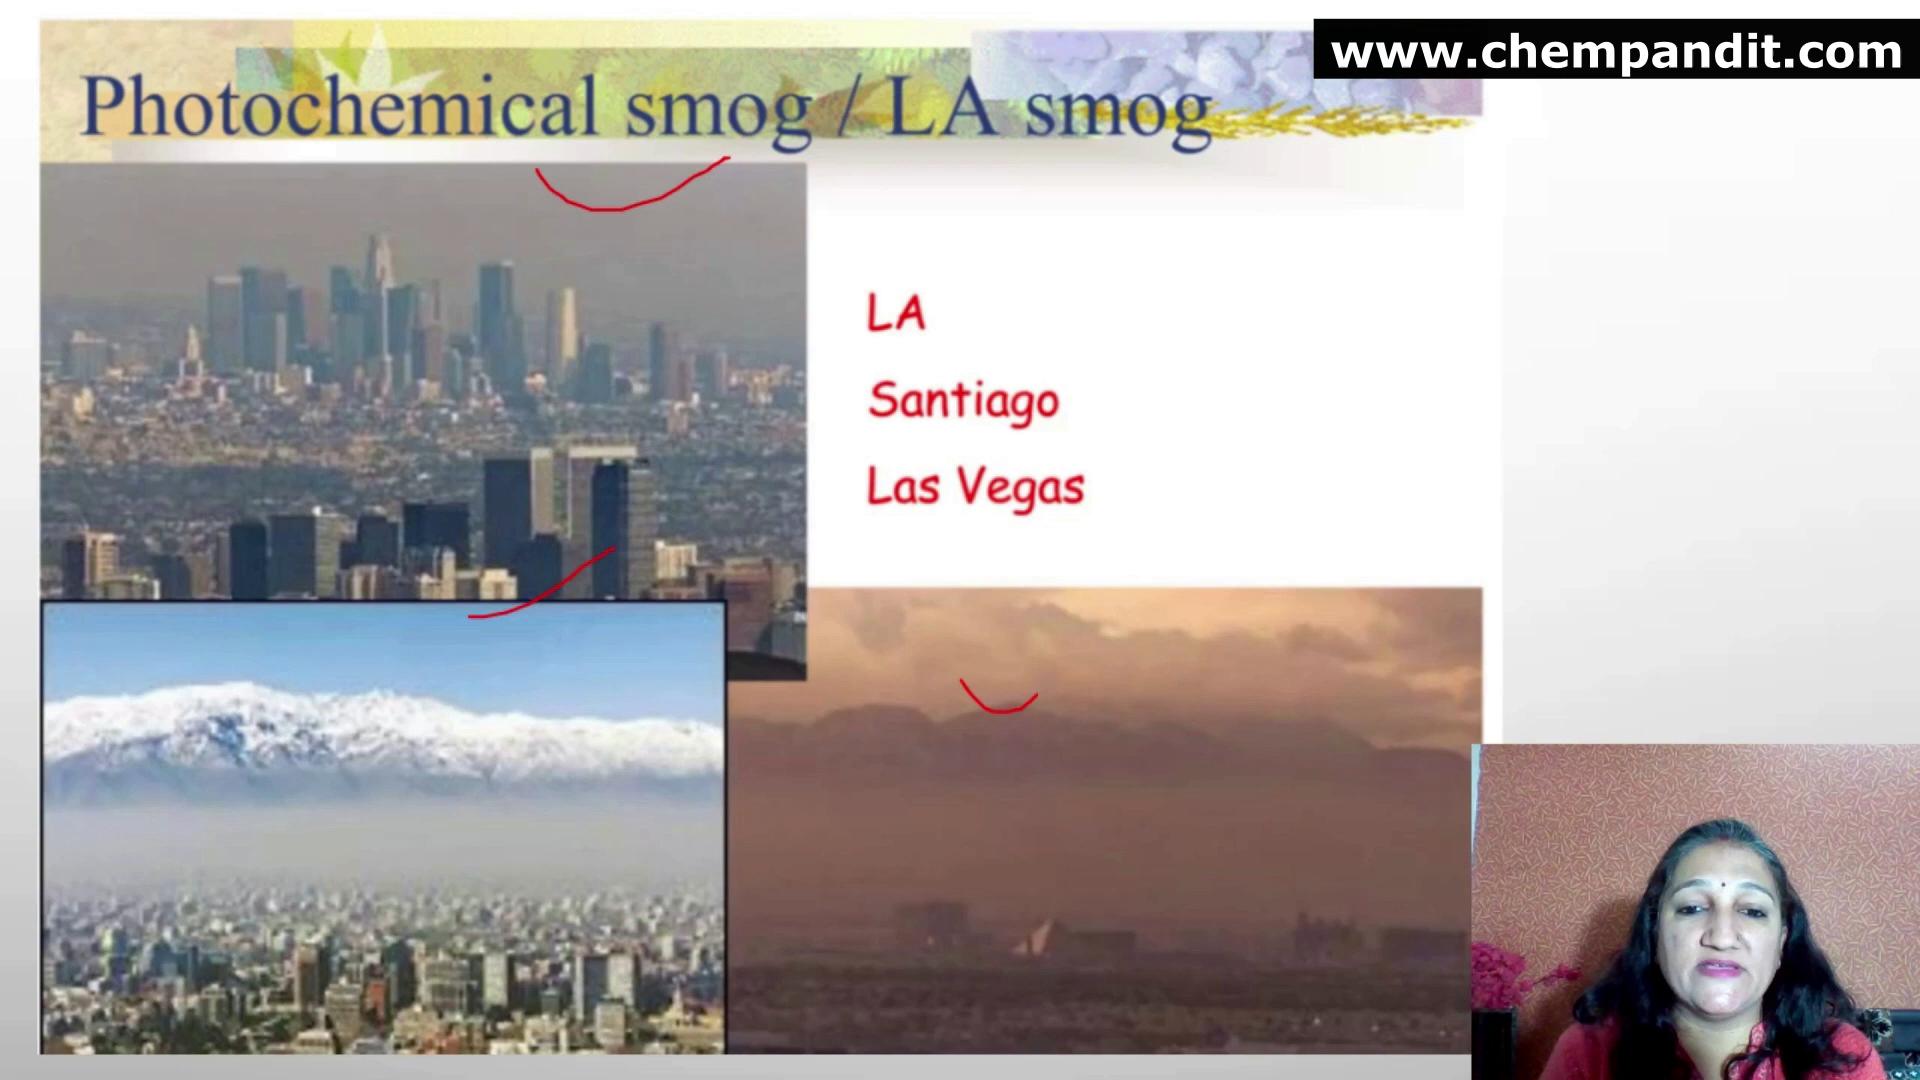 www.chempandit.com
Photochemical smog / LA smog
LA
Santiago
Las Vegas